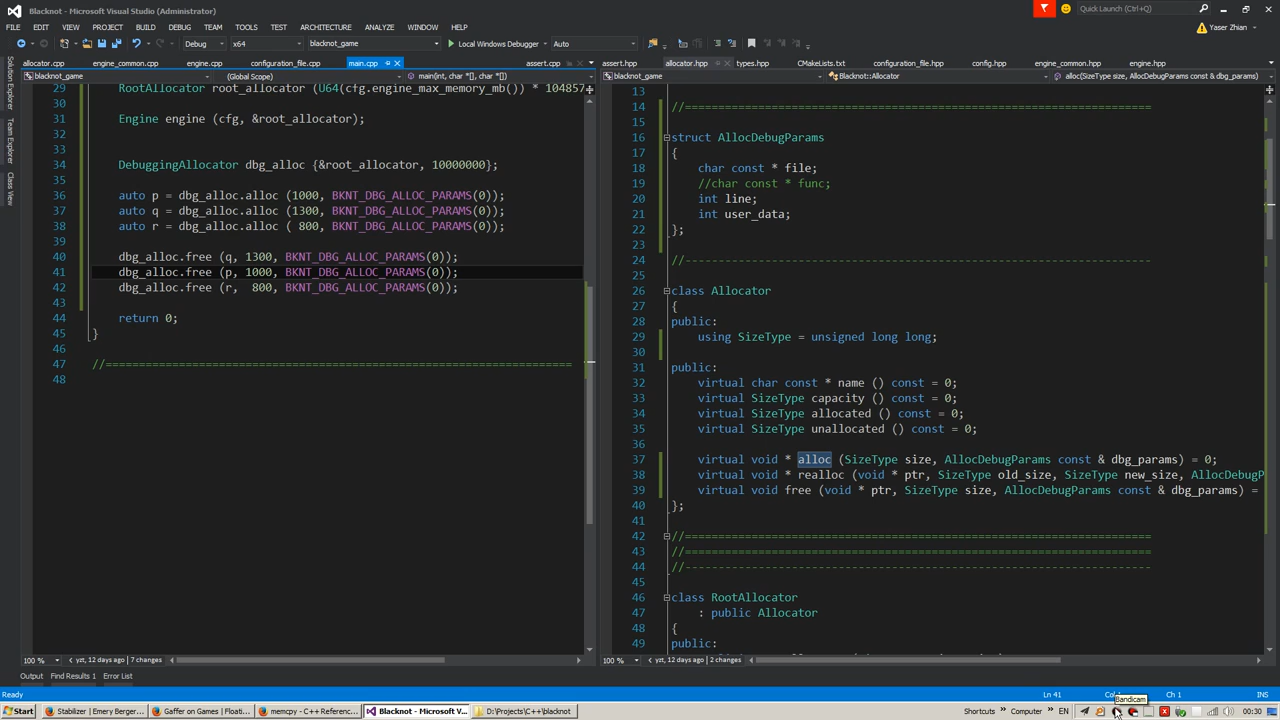 Blacknot - Microsoft Visual Studio (Administrator)
Quick Launch (Ctrl+Q)
FILE EDIT VIEW PROJECT BUILD DEBUG TEAM TOOLS TEST ARCHITECTURE ANALYZE WINDOW HELP
Yaser Zhian
Debug x64 blacknot_game Local Windows Debugger Auto
allocator.cpp engine_common.cpp engine.cpp configuration_file.cpp main.cpp assert.cpp
assert.hpp allocator.hpp types.hpp CMakeLists.txt configuration_file.hpp config.hpp engine_common.hpp engine.hpp
blacknot_game (Global Scope) main(int, char *[], char *[])
blacknot_game Blacknot::Allocator alloc(SizeType size, AllocDebugParams const & dbg_params)
Solution Explorer
Team Explorer
Class View
29 RootAllocator root_allocator (U64(cfg.engine_max_memory_mb()) * 104857
30
31 Engine engine (cfg, &root_allocator);
32
33
34 DebuggingAllocator dbg_alloc {&root_allocator, 10000000};
35
36 auto p = dbg_alloc.alloc (1000, BKNT_DBG_ALLOC_PARAMS(0));
37 auto q = dbg_alloc.alloc (1300, BKNT_DBG_ALLOC_PARAMS(0));
38 auto r = dbg_alloc.alloc ( 800, BKNT_DBG_ALLOC_PARAMS(0));
39
40 dbg_alloc.free (q, 1300, BKNT_DBG_ALLOC_PARAMS(0));
41 dbg_alloc.free (p, 1000, BKNT_DBG_ALLOC_PARAMS(0));
42 dbg_alloc.free (r,  800, BKNT_DBG_ALLOC_PARAMS(0));
43
44 return 0;
45 }
46
47 //=========================================================================
48
13
14 //======================================================================
15
16 struct AllocDebugParams
17 {
18 char const * file;
19 //char const * func;
20 int line;
21 int user_data;
22 };
23
24 //----------------------------------------------------------------------
25
26 class Allocator
27 {
28 public:
29 using SizeType = unsigned long long;
30
31 public:
32 virtual char const * name () const = 0;
33 virtual SizeType capacity () const = 0;
34 virtual SizeType allocated () const = 0;
35 virtual SizeType unallocated () const = 0;
36
37 virtual void * alloc (SizeType size, AllocDebugParams const & dbg_params) = 0;
38 virtual void * realloc (void * ptr, SizeType old_size, SizeType new_size, AllocDebugP
39 virtual void free (void * ptr, SizeType size, AllocDebugParams const & dbg_params) =
40 };
41
42 //======================================================================
43 //======================================================================
44 //----------------------------------------------------------------------
45
46 class RootAllocator
47 : public Allocator
48 {
49 public:
100 % yzt, 12 days ago | 7 changes
100 % yzt, 12 days ago | 2 changes
Output Find Results 1 Error List
Ready Ln 41 Col Ch 1 INS
Bandicam
Start Stabilizer | Emery Berger... Gaffer on Games | Floati... memcpy - C++ Referenc... Blacknot - Microsoft V... D:\Projects\C++\blacknot Shortcuts » Computer » EN 00:30